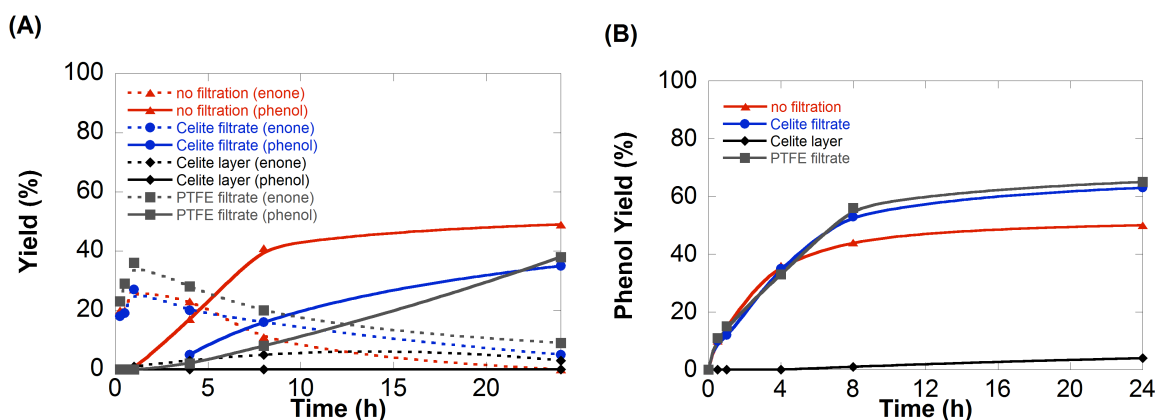 (A)
Yield (%)
100
80
60
40
20
0
no filtration (enone)
no filtration (phenol)
Celite filtrate (enone)
Celite filtrate (phenol)
Celite layer (enone)
Celite layer (phenol)
PTFE filtrate (enone)
PTFE filtrate (phenol)
0 5 10 15 20
Time (h)
(B)
Phenol Yield (%)
100
80
60
40
20
0
no filtration
Celite filtrate
Celite layer
PTFE filtrate
0 4 8 12 16 20 24
Time (h)